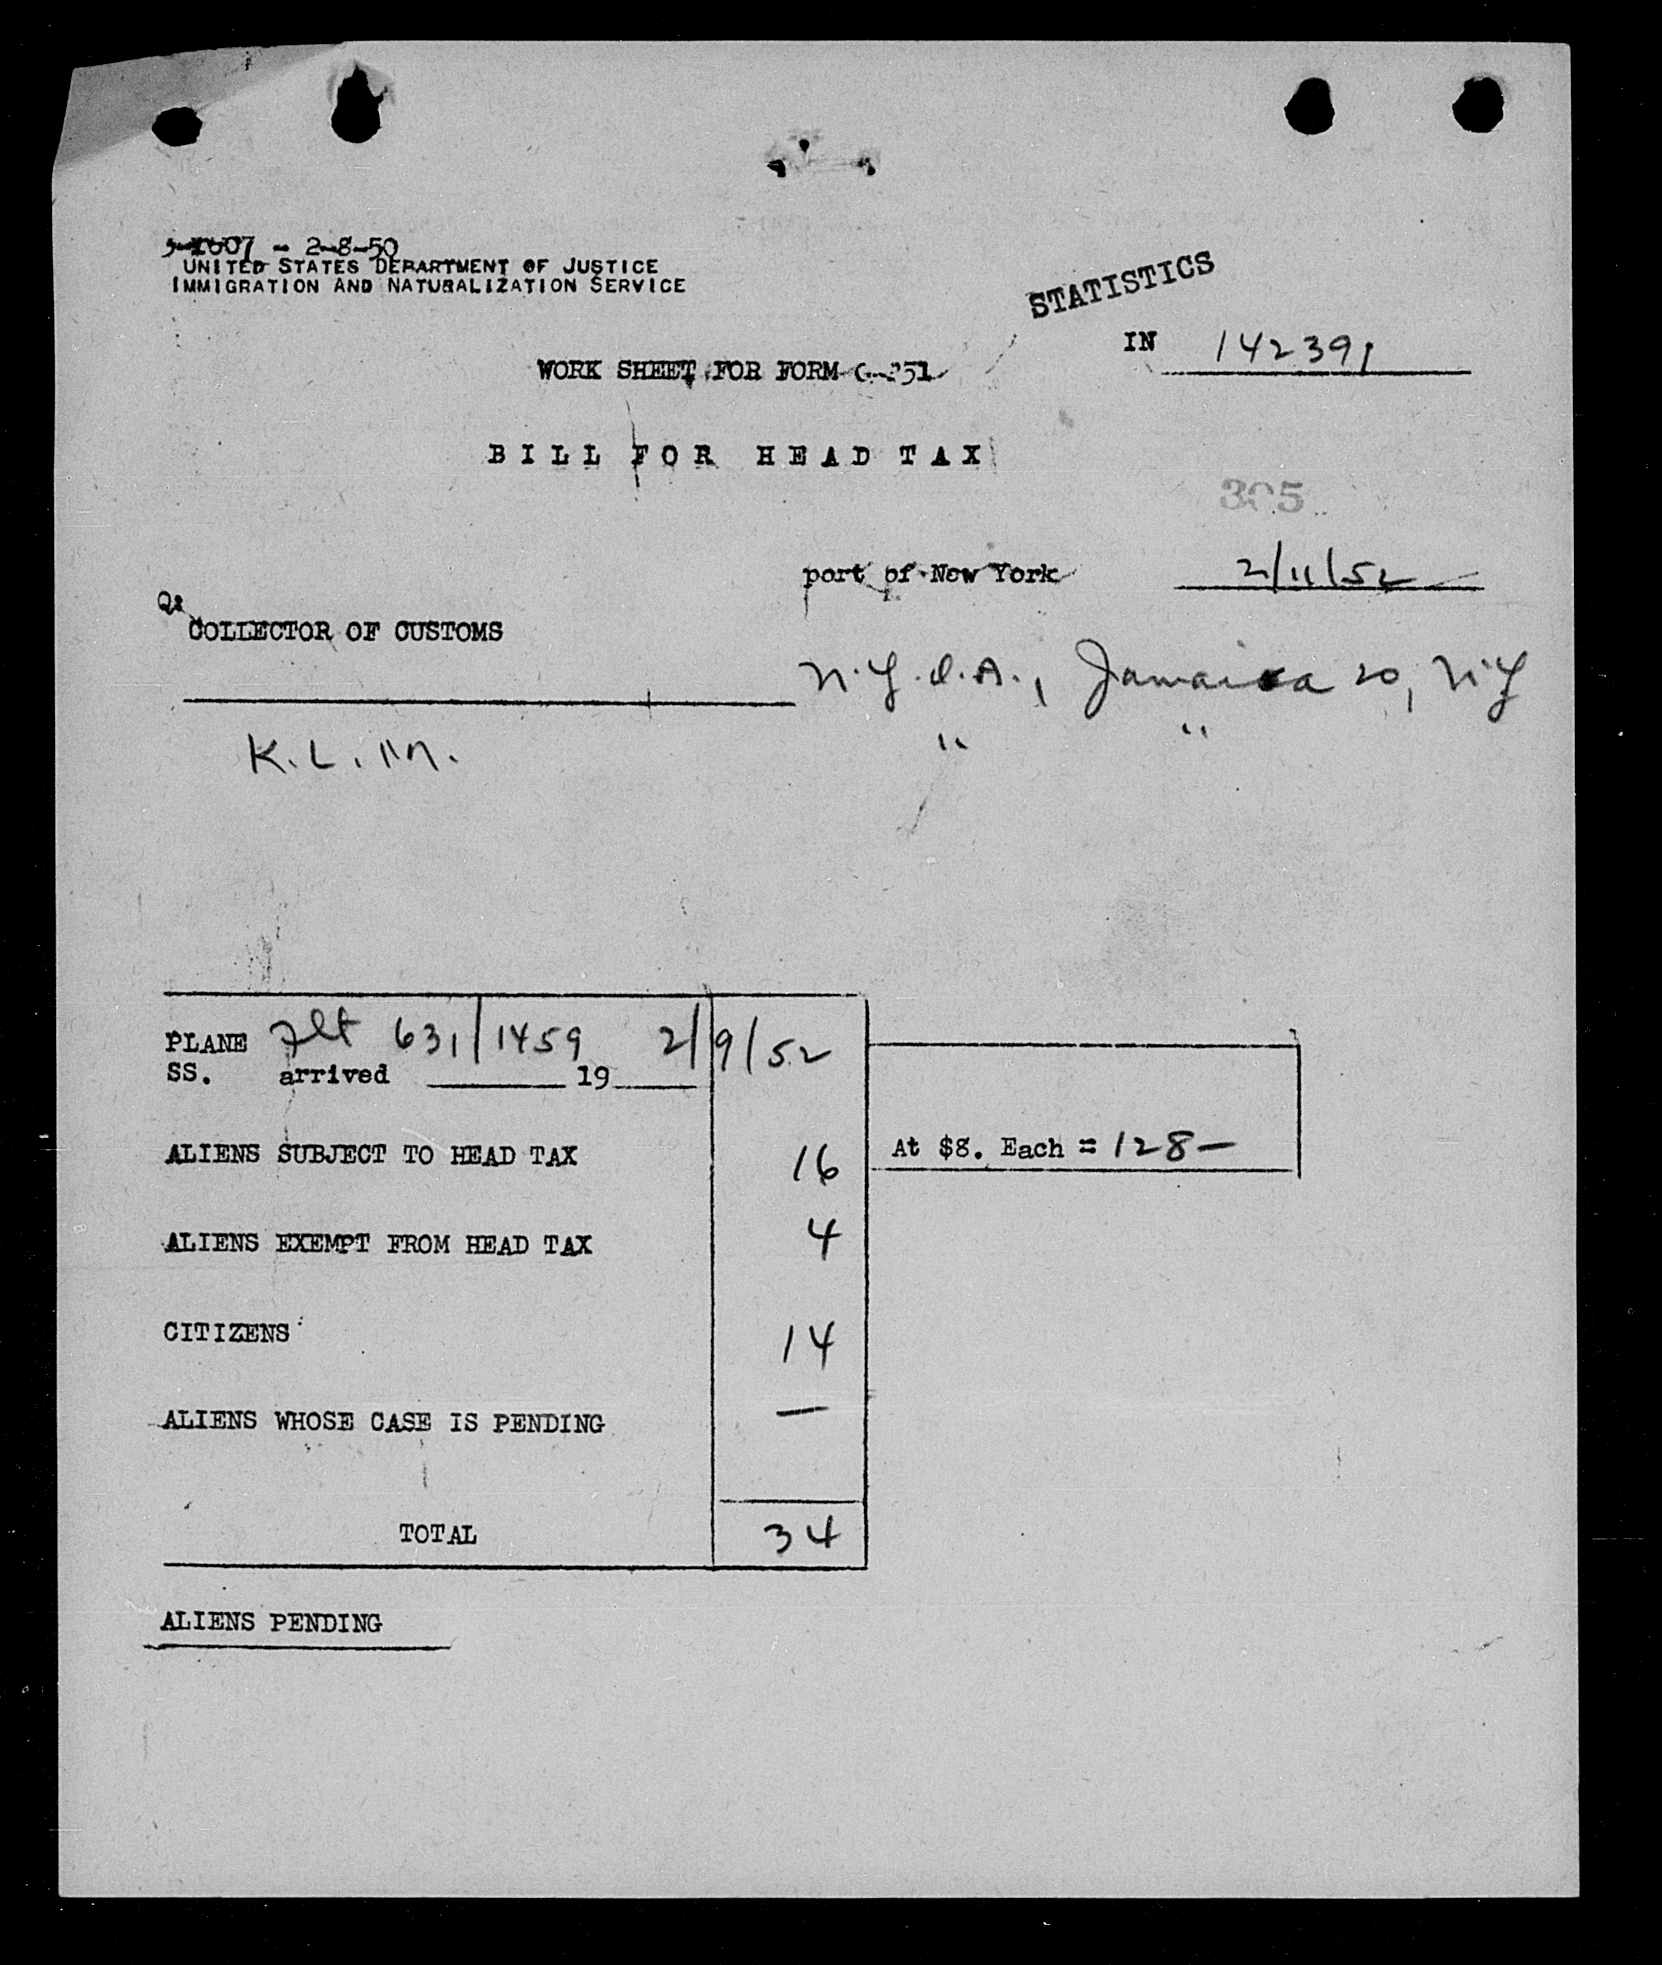 - 2-8-50
UNITED STATES DEPARTMENT OF JUSTICE
IMMIGRATION AND NATURALIZATION SERVICE
STATISTICS
IN 142391
WORK SHEET FOR FORM G-251
BILL FOR HEAD TAX
port of New York 2/11/52
COLLECTOR OF CUSTOMS
N.Y.I.A., Jamaica 20, N.Y
K.L.M. " "
PLANE Flt 631/1459 2/9/52
SS. arrived 19
ALIENS SUBJECT TO HEAD TAX 16 At $8. Each = 128-
ALIENS EXEMPT FROM HEAD TAX 4
CITIZENS 14
ALIENS WHOSE CASE IS PENDING —
TOTAL 34
ALIENS PENDING